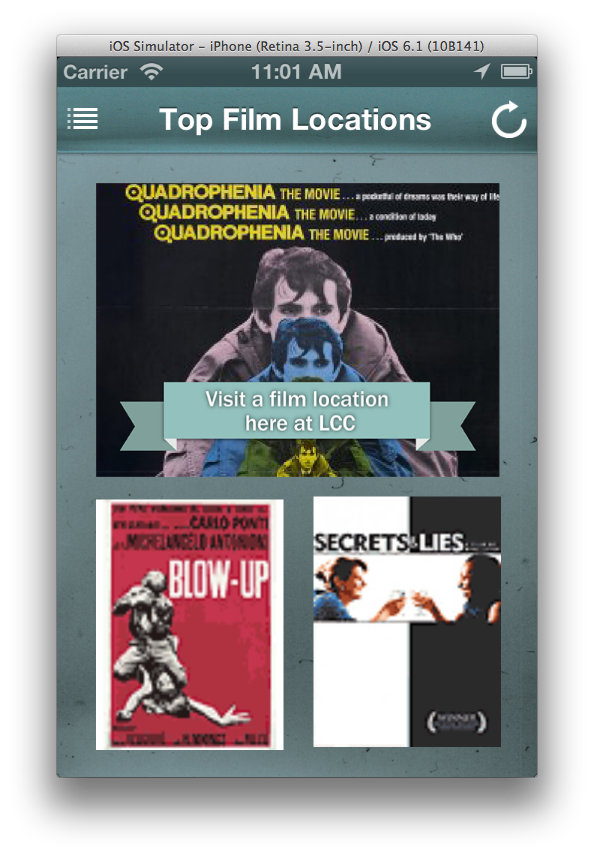 iOS Simulator – iPhone (Retina 3.5-inch) / iOS 6.1 (10B141)
Carrier 11:01 AM
Top Film Locations
QUADROPHENIA THE MOVIE . . . a pocketful of dreams was their way of life
QUADROPHENIA THE MOVIE . . . a condition of today
QUADROPHENIA THE MOVIE . . . produced by 'The Who'
Visit a film location
here at LCC
CARLO PONTI
MICHELANGELO ANTONIONI
BLOW-UP
SECRETS & LIES
WINNER